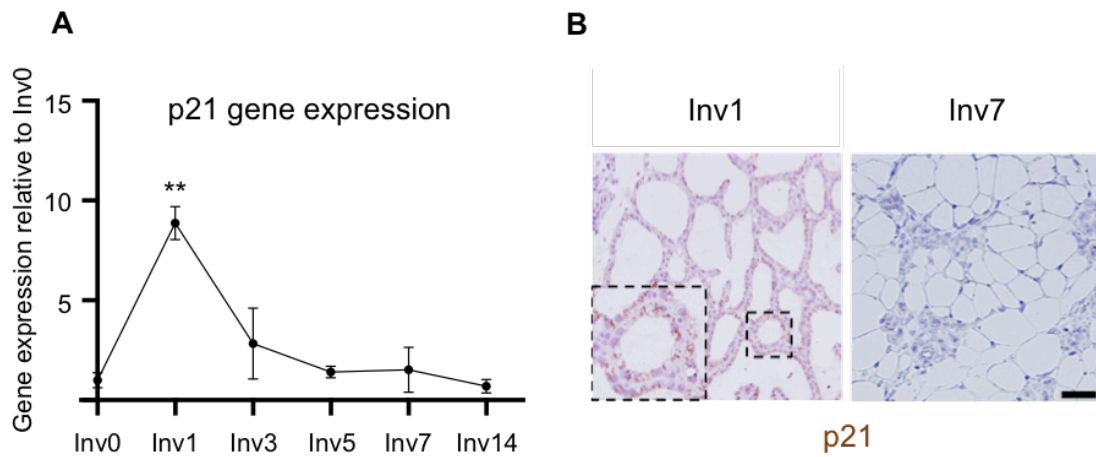 A
B
Gene expression relative to Inv0
p21 gene expression
15
10
5
**
Inv0 Inv1 Inv3 Inv5 Inv7 Inv14
Inv1 Inv7
p21